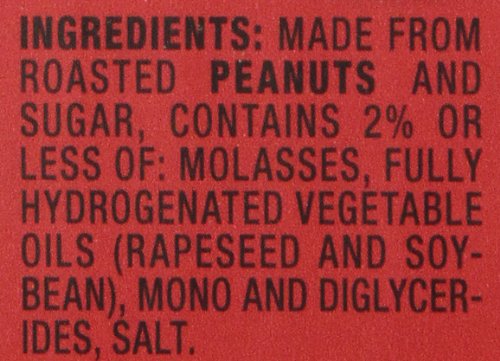 INGREDIENTS: MADE FROM
ROASTED PEANUTS AND
SUGAR, CONTAINS 2% OR
LESS OF: MOLASSES, FULLY
HYDROGENATED VEGETABLE
OILS (RAPESEED AND SOY-
BEAN), MONO AND DIGLYCER-
IDES, SALT.